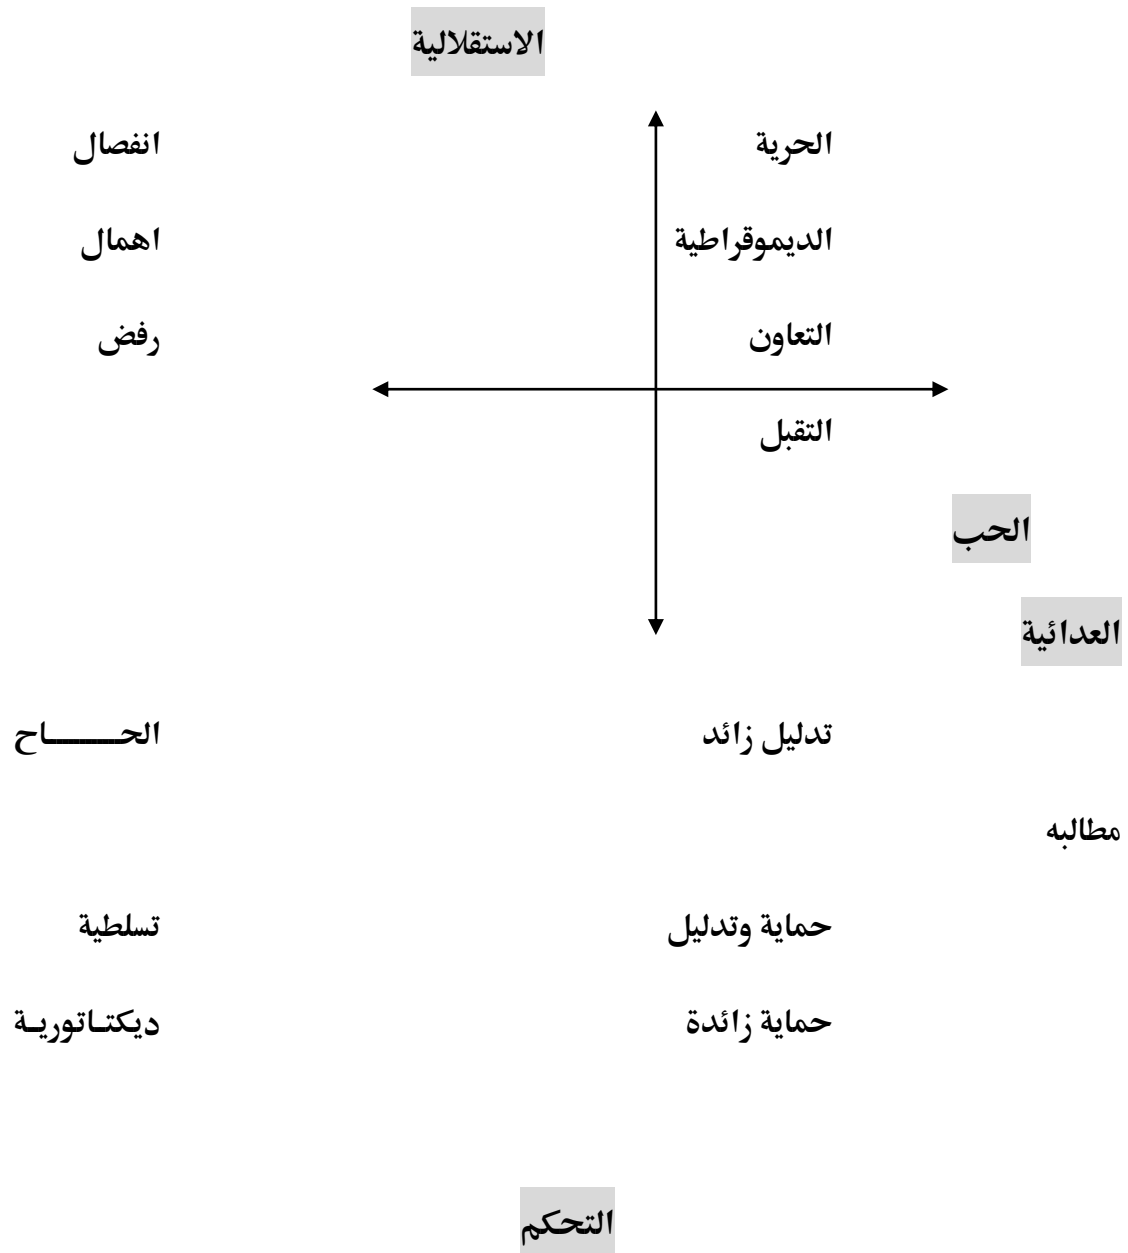 الاستقلالية
الحرية انفصال
الديموقراطية اهمال
التعاون رفض
التقبل
الحب
العدائية
تدليل زائد الحـــــــاح
مطالبه
حماية وتدليل تسلطية
حماية زائدة ديكتـاتوريـة
التحكم